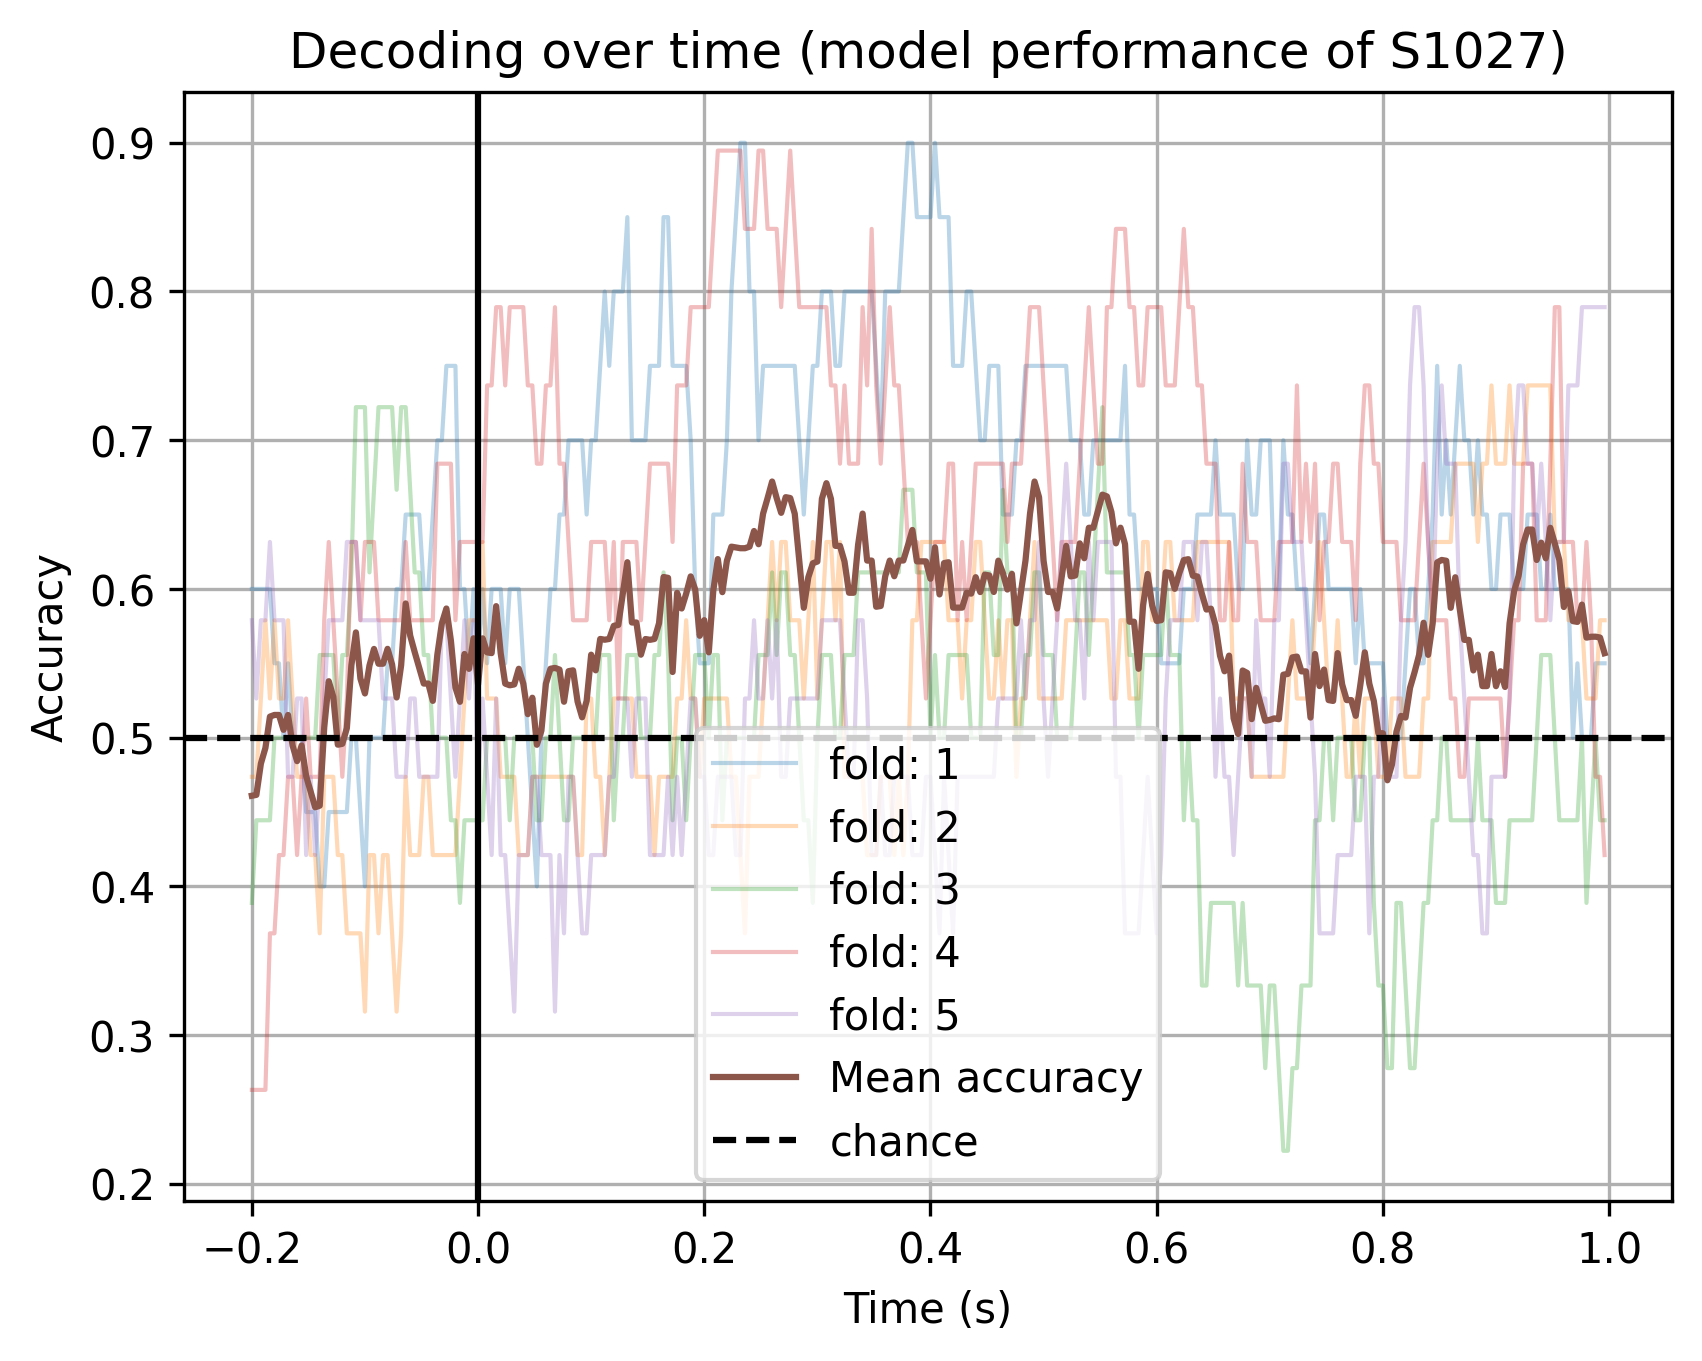 Decoding over time (model performance of S1027)
Accuracy
0.9
0.8
0.7
0.6
0.5
0.4
0.3
0.2
fold: 1
fold: 2
fold: 3
fold: 4
fold: 5
Mean accuracy
chance
−0.2 0.0 0.2 0.4 0.6 0.8 1.0
Time (s)